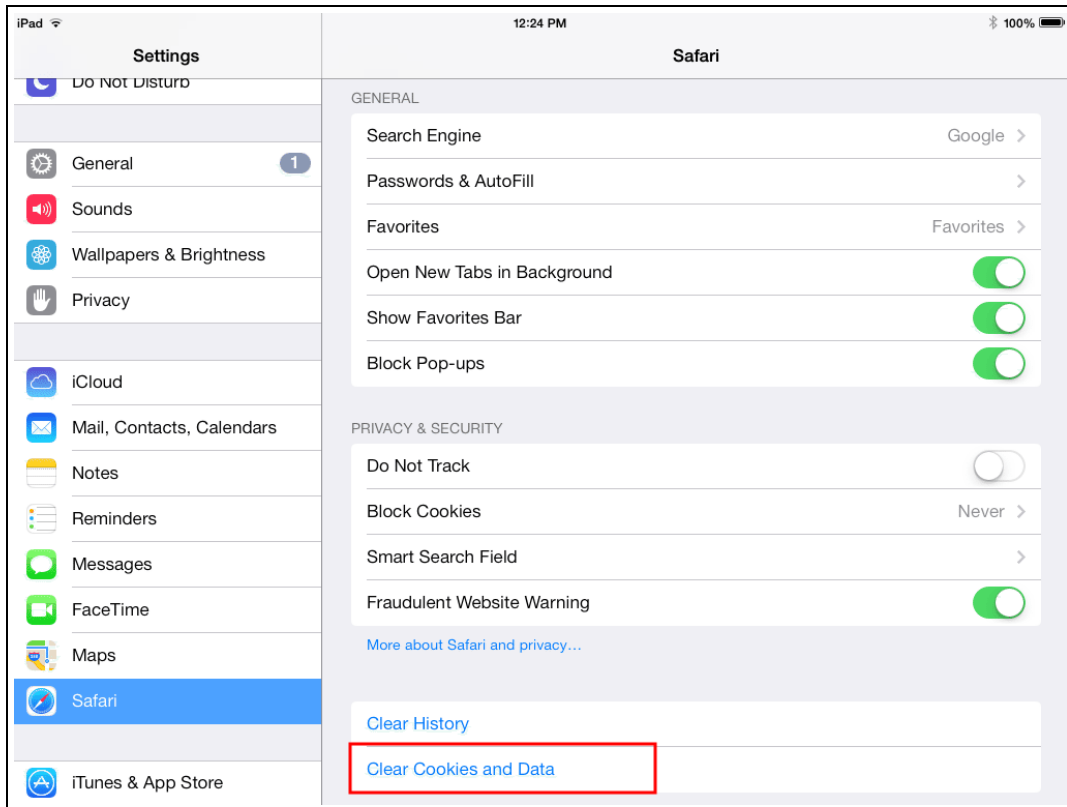 iPad 12:24 PM 100%
Settings
Safari
Do Not Disturb
General 1
Sounds
Wallpapers & Brightness
Privacy
iCloud
Mail, Contacts, Calendars
Notes
Reminders
Messages
FaceTime
Maps
Safari
iTunes & App Store
GENERAL
Search Engine Google
Passwords & AutoFill
Favorites Favorites
Open New Tabs in Background
Show Favorites Bar
Block Pop-ups
PRIVACY & SECURITY
Do Not Track
Block Cookies Never
Smart Search Field
Fraudulent Website Warning
More about Safari and privacy…
Clear History
Clear Cookies and Data